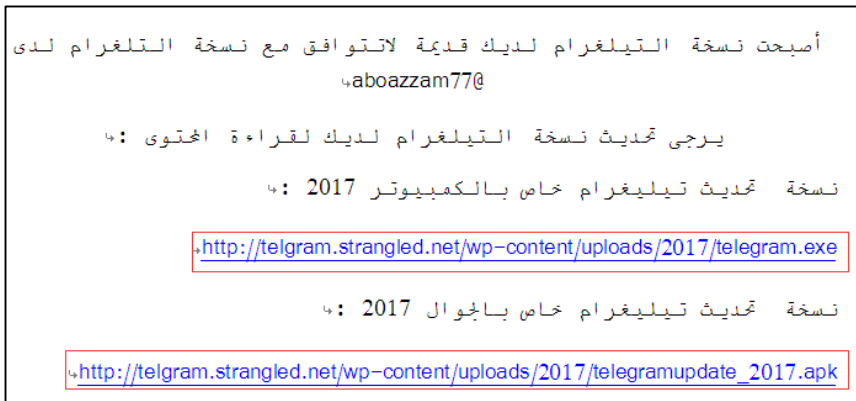 أصبحت نسخة التيلغرام لديك قديمة لاتتوافق مع نسخة التلغرام لدى
@aboazzam77
يرجى تحديث نسخة التيلغرام لديك لقراءة المحتوى :
نسخة تحديث تيليغرام خاص بالكمبيوتر 2017 :
http://telgram.strangled.net/wp-content/uploads/2017/telegram.exe
نسخة تحديث تيليغرام خاص بالجوال 2017 :
http://telgram.strangled.net/wp-content/uploads/2017/telegramupdate_2017.apk